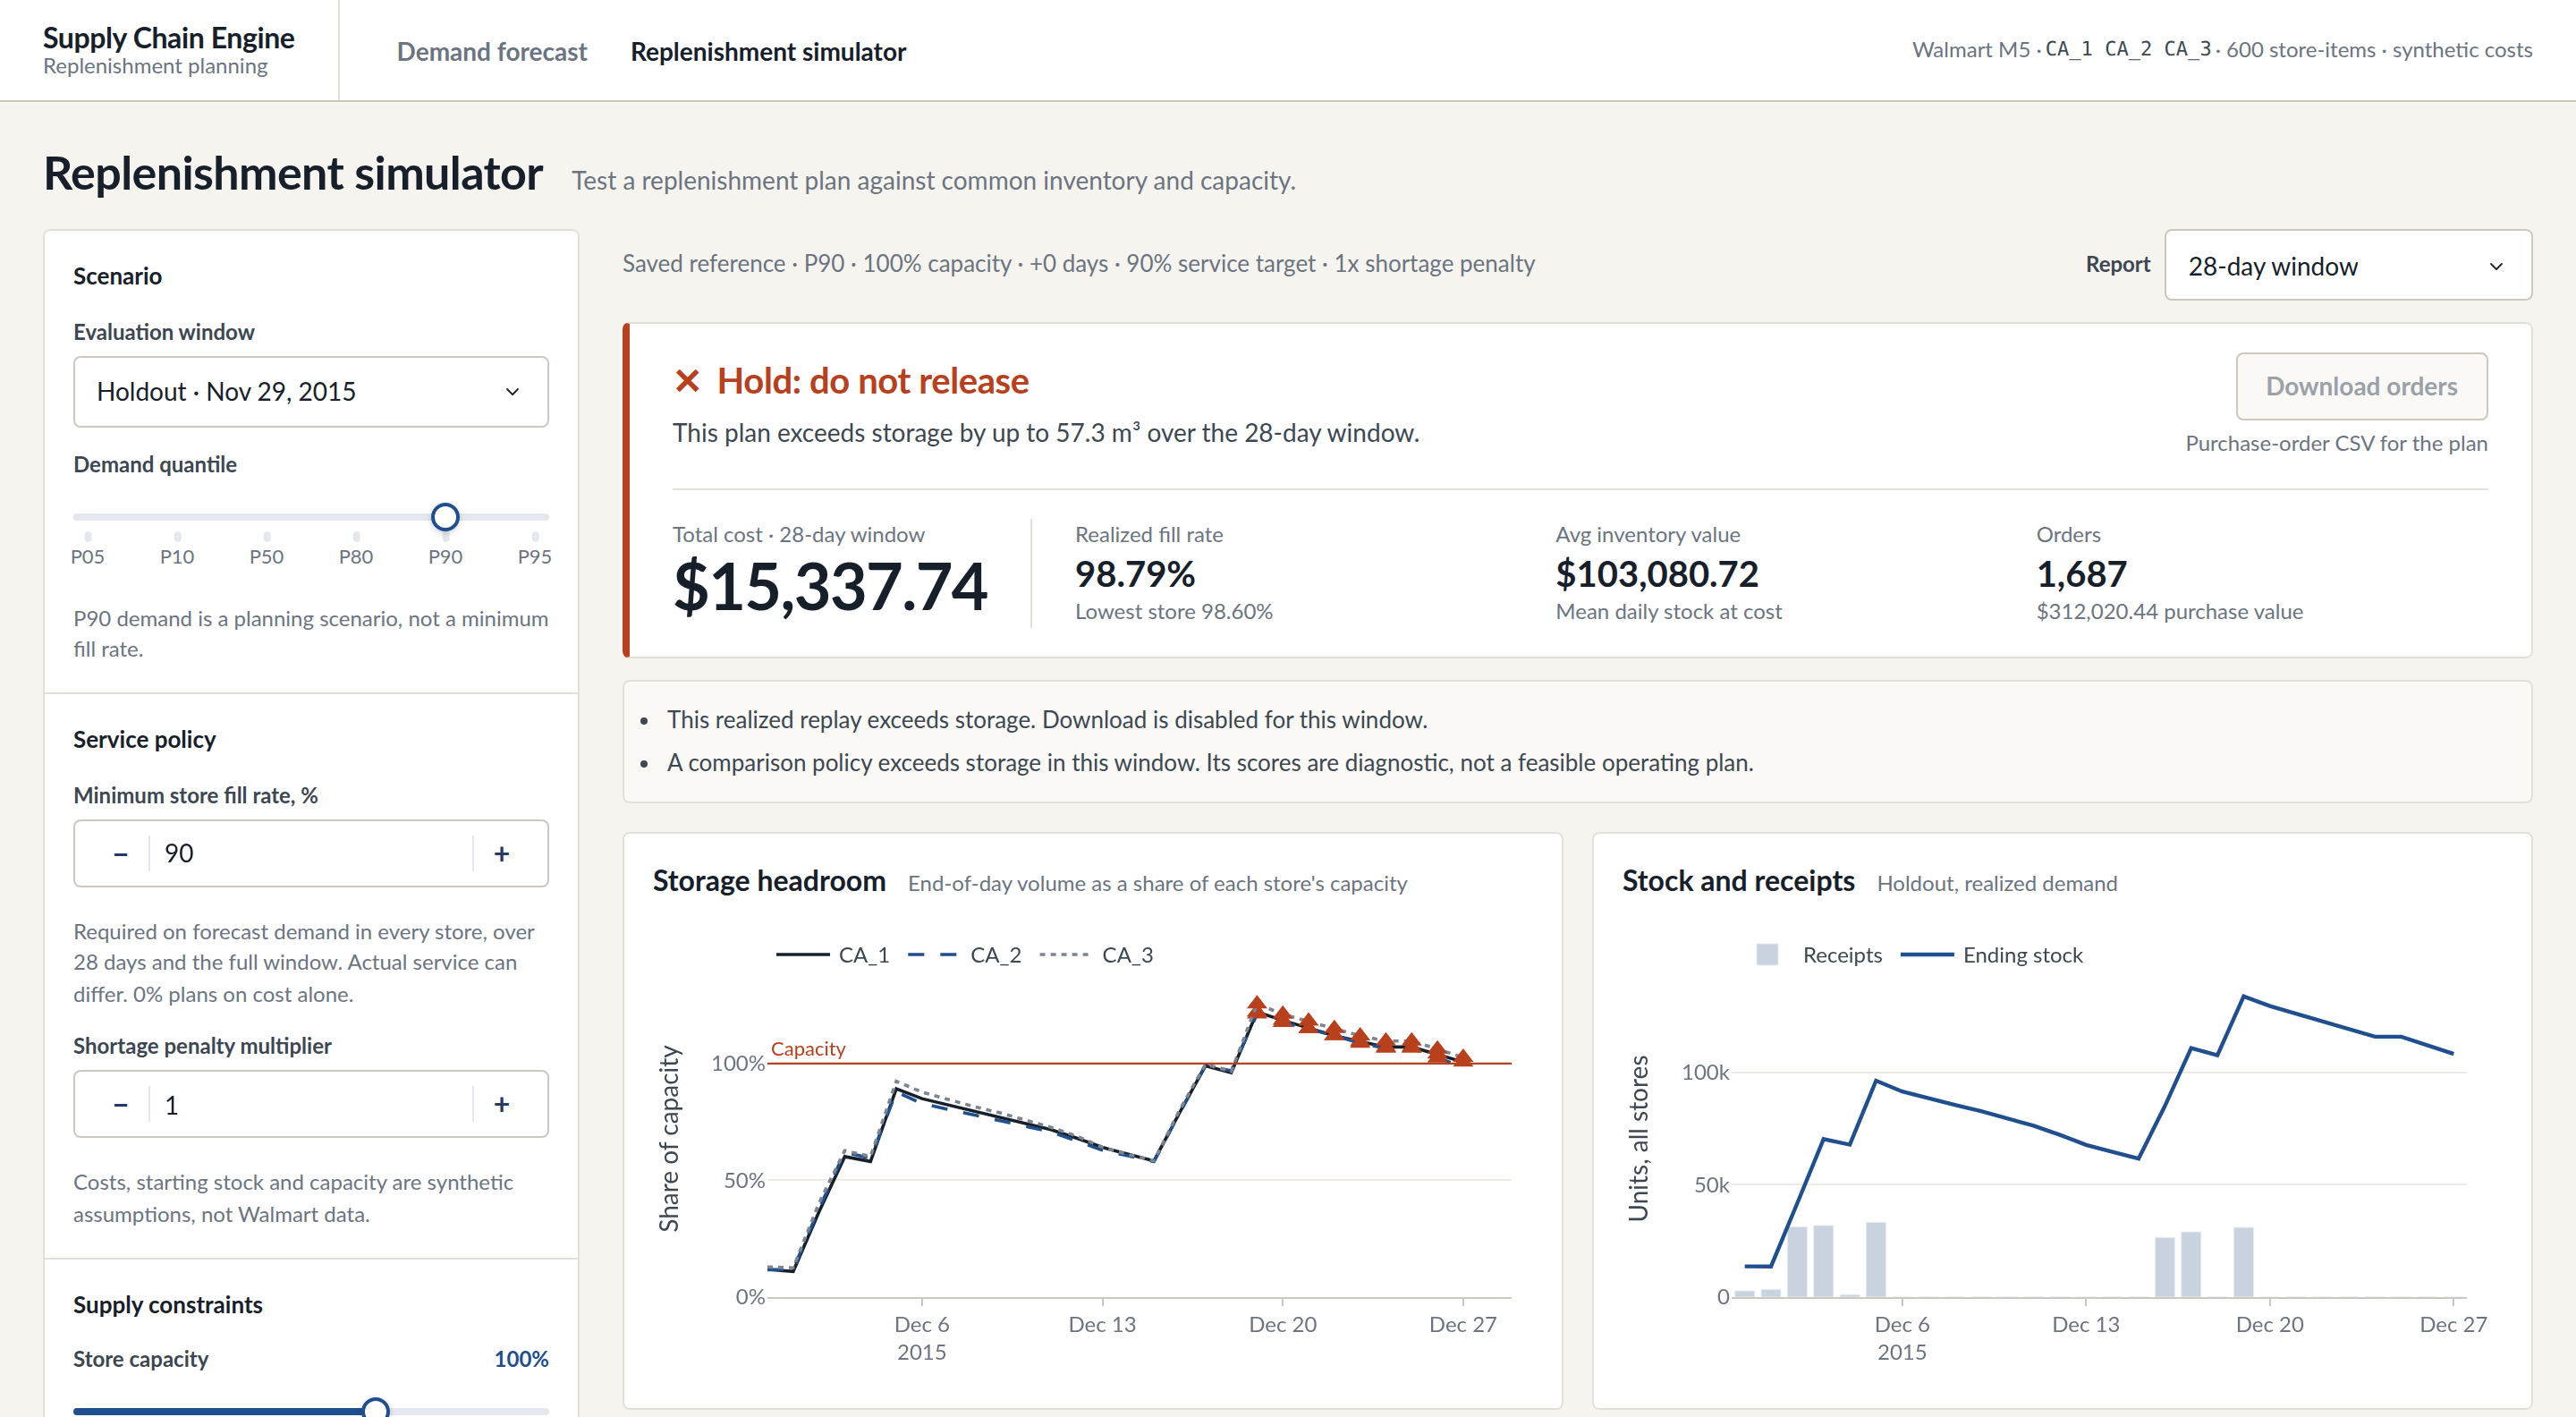 Supply Chain Engine
Replenishment planning
Demand forecast
Replenishment simulator
Walmart M5 · CA_1 CA_2 CA_3 · 600 store-items · synthetic costs
Replenishment simulator
Test a replenishment plan against common inventory and capacity.
Scenario
Evaluation window
Holdout · Nov 29, 2015
Demand quantile
P05 P10 P50 P80 P90 P95
P90 demand is a planning scenario, not a minimum
fill rate.
Service policy
Minimum store fill rate, %
− 90 +
Required on forecast demand in every store, over
28 days and the full window. Actual service can
differ. 0% plans on cost alone.
Shortage penalty multiplier
− 1 +
Costs, starting stock and capacity are synthetic
assumptions, not Walmart data.
Supply constraints
Store capacity 100%
Saved reference · P90 · 100% capacity · +0 days · 90% service target · 1x shortage penalty
Report 28-day window
✕ Hold: do not release
This plan exceeds storage by up to 57.3 m³ over the 28-day window.
Download orders
Purchase-order CSV for the plan
Total cost · 28-day window
$15,337.74
Realized fill rate
98.79%
Lowest store 98.60%
Avg inventory value
$103,080.72
Mean daily stock at cost
Orders
1,687
$312,020.44 purchase value
• This realized replay exceeds storage. Download is disabled for this window.
• A comparison policy exceeds storage in this window. Its scores are diagnostic, not a feasible operating plan.
Storage headroom End-of-day volume as a share of each store's capacity
CA_1 CA_2 CA_3
Share of capacity
Capacity
100%
50%
0%
Dec 6 Dec 13 Dec 20 Dec 27
2015
Stock and receipts Holdout, realized demand
Receipts Ending stock
Units, all stores
100k
50k
0
Dec 6 Dec 13 Dec 20 Dec 27
2015